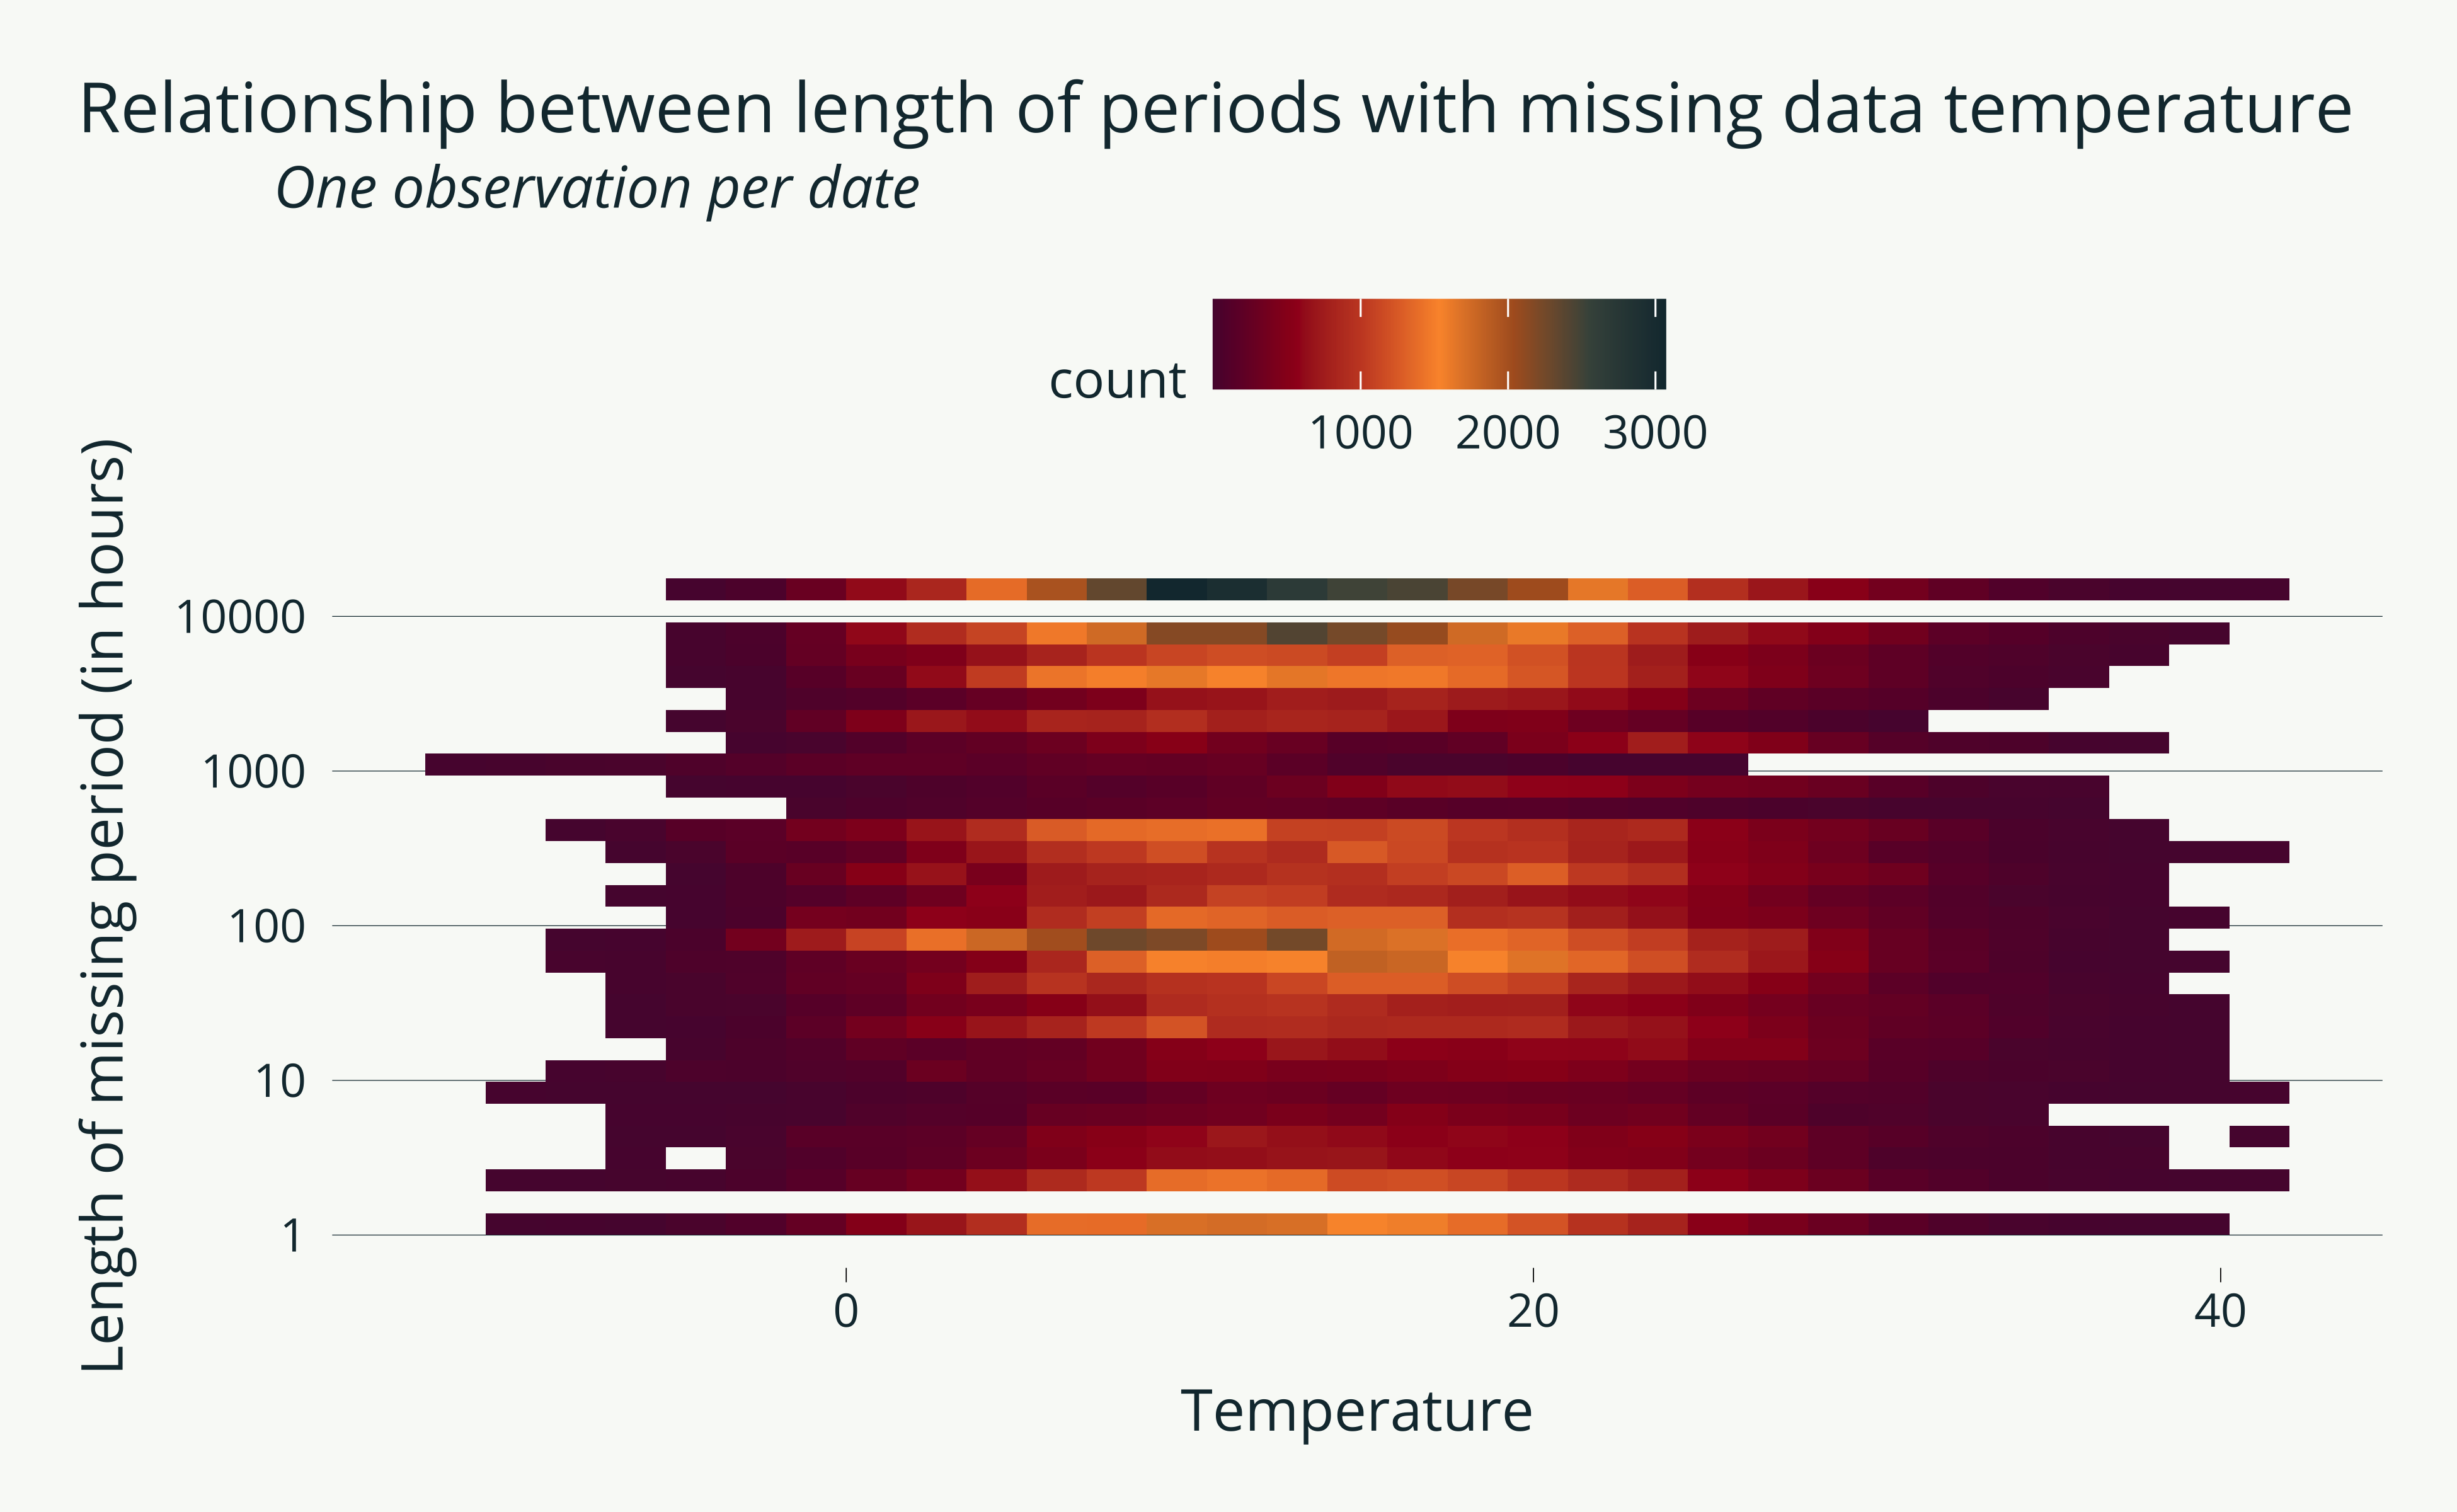 Relationship between length of periods with missing data temperature
One observation per date
count
1000 2000 3000
Length of missing period (in hours)
10000
1000
100
10
1
0 20 40
Temperature